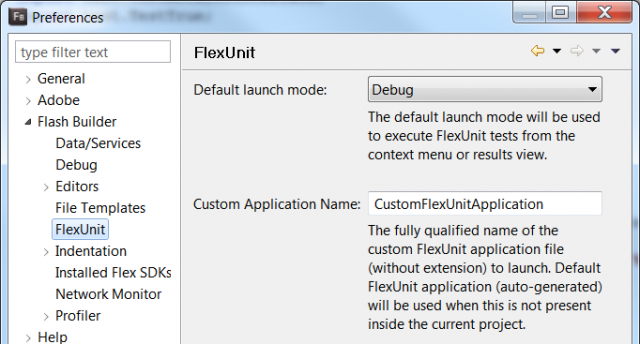 Fb Preferences
type filter text
General
Adobe
Flash Builder
Data/Services
Debug
Editors
File Templates
FlexUnit
Indentation
Installed Flex SDKs
Network Monitor
Profiler
Help
FlexUnit
Default launch mode: Debug
The default launch mode will be used
to execute FlexUnit tests from the
context menu or results view.
Custom Application Name: CustomFlexUnitApplication
The fully qualified name of the
custom FlexUnit application file
(without extension) to launch. Default
FlexUnit application (auto-generated)
will be used when this is not present
inside the current project.